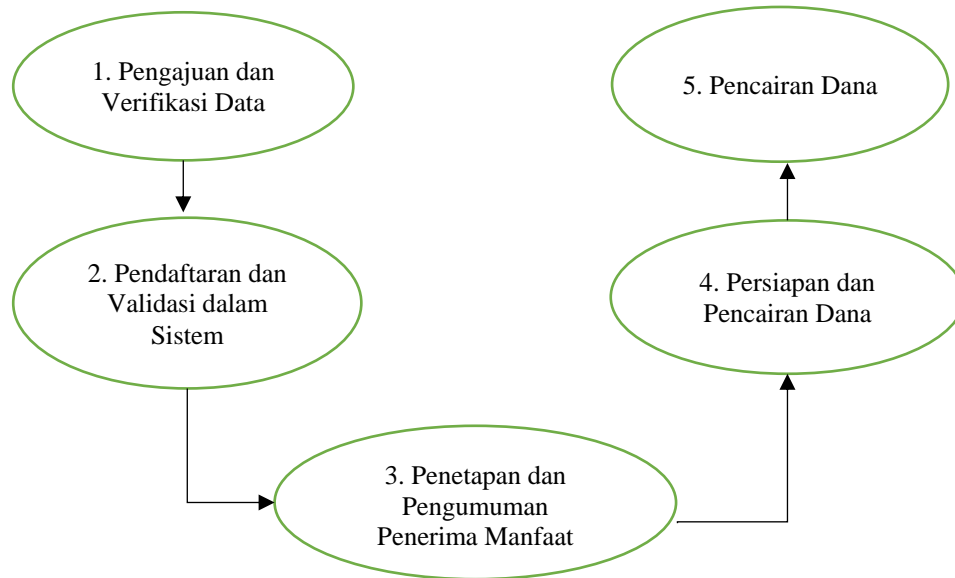 1. Pengajuan dan
Verifikasi Data
2. Pendaftaran dan
Validasi dalam
Sistem
3. Penetapan dan
Pengumuman
Penerima Manfaat
4. Persiapan dan
Pencairan Dana
5. Pencairan Dana